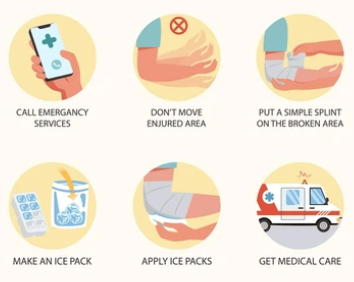 CALL EMERGANCY
SERVICES
DON'T MOVE
ENJURED AREA
PUT A SIMPLE SPLINT
ON THE BROKEN AREA
MAKE AN ICE PACK
APPLY ICE PACKS
GET MEDICAL CARE